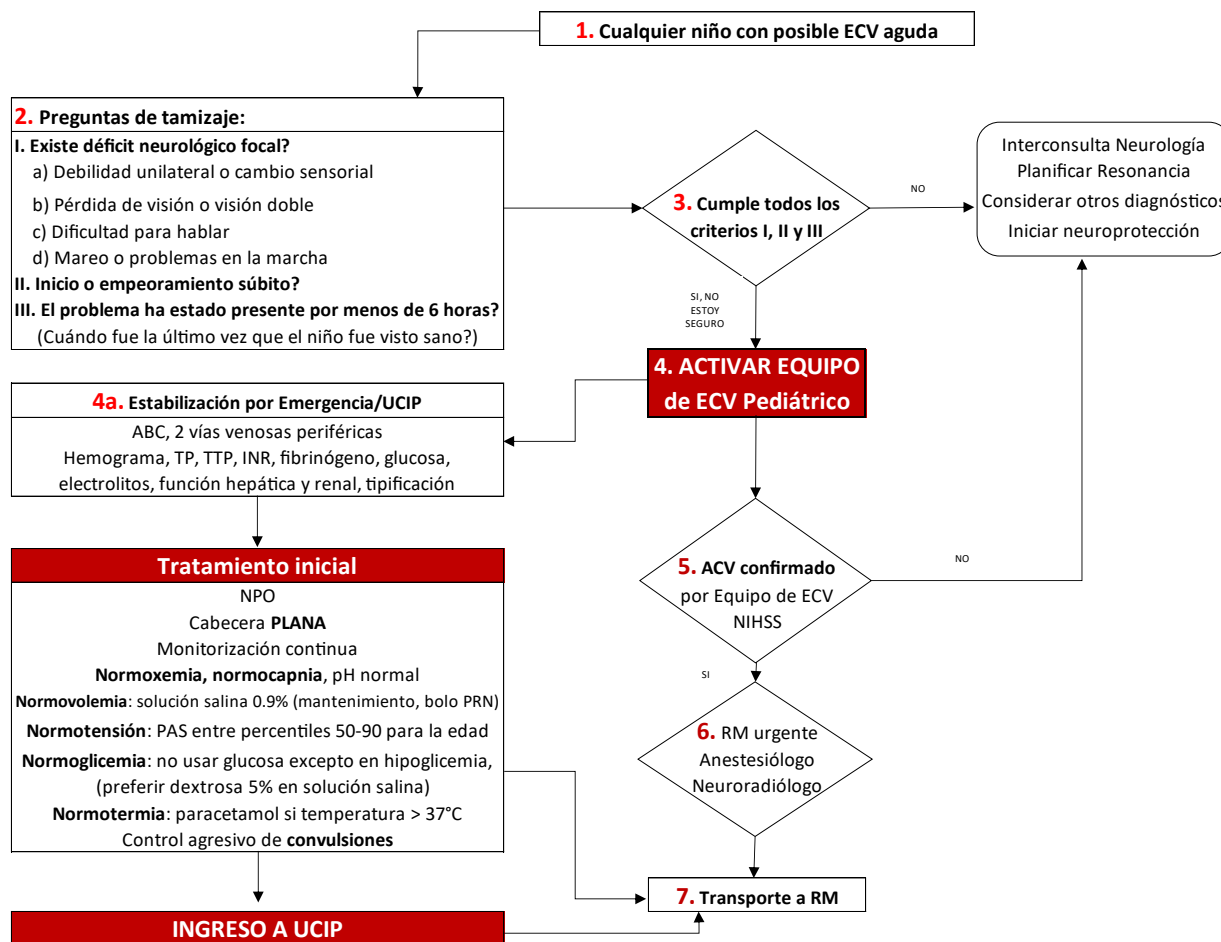 1. Cualquier niño con posible ECV aguda
2. Preguntas de tamizaje:
I. Existe déficit neurológico focal?
a) Debilidad unilateral o cambio sensorial
b) Pérdida de visión o visión doble
c) Dificultad para hablar
d) Mareo o problemas en la marcha
II. Inicio o empeoramiento súbito?
III. El problema ha estado presente por menos de 6 horas?
(Cuándo fue la último vez que el niño fue visto sano?)
3. Cumple todos los
criterios I, II y III
NO
Interconsulta Neurología
Planificar Resonancia
Considerar otros diagnósticos
Iniciar neuroprotección
SI, NO
ESTOY
SEGURO
4. ACTIVAR EQUIPO
de ECV Pediátrico
4a. Estabilización por Emergencia/UCIP
ABC, 2 vías venosas periféricas
Hemograma, TP, TTP, INR, fibrinógeno, glucosa,
electrolitos, función hepática y renal, tipificación
Tratamiento inicial
NPO
Cabecera PLANA
Monitorización continua
Normoxemia, normocapnia, pH normal
Normovolemia: solución salina 0.9% (mantenimiento, bolo PRN)
Normotensión: PAS entre percentiles 50-90 para la edad
Normoglicemia: no usar glucosa excepto en hipoglicemia,
(preferir dextrosa 5% en solución salina)
Normotermia: paracetamol si temperatura > 37°C
Control agresivo de convulsiones
INGRESO A UCIP
5. ACV confirmado
por Equipo de ECV
NIHSS
NO
SI
6. RM urgente
Anestesiólogo
Neuroradiólogo
7. Transporte a RM